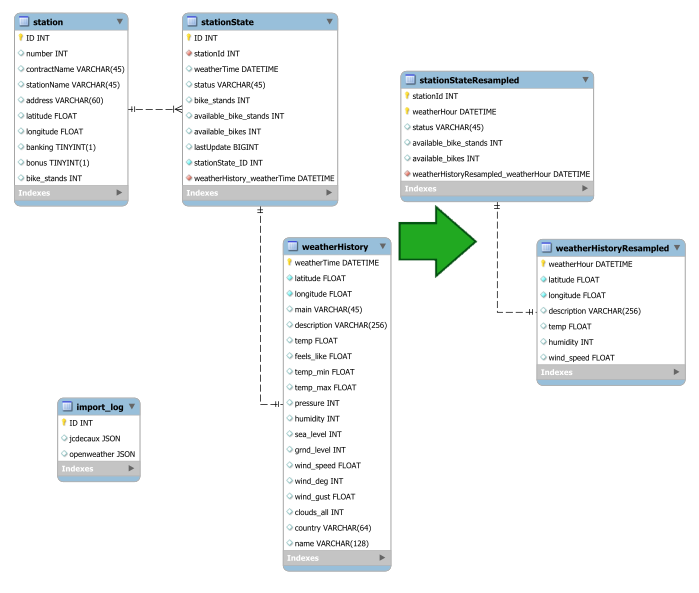 station
ID INT
number INT
contractName VARCHAR(45)
stationName VARCHAR(45)
address VARCHAR(60)
latitude FLOAT
longitude FLOAT
banking TINYINT(1)
bonus TINYINT(1)
bike_stands INT
Indexes
stationState
ID INT
stationId INT
weatherTime DATETIME
status VARCHAR(45)
bike_stands INT
available_bike_stands INT
available_bikes INT
lastUpdate BIGINT
stationState_ID INT
weatherHistory_weatherTime DATETIME
Indexes
stationStateResampled
stationId INT
weatherHour DATETIME
status VARCHAR(45)
available_bike_stands INT
available_bikes INT
weatherHistoryResampled_weatherHour DATETIME
Indexes
weatherHistory
weatherTime DATETIME
latitude FLOAT
longitude FLOAT
main VARCHAR(45)
description VARCHAR(256)
temp FLOAT
feels_like FLOAT
temp_min FLOAT
temp_max FLOAT
pressure INT
humidity INT
sea_level INT
grnd_level INT
wind_speed FLOAT
wind_deg INT
wind_gust FLOAT
clouds_all INT
country VARCHAR(64)
name VARCHAR(128)
Indexes
weatherHistoryResampled
weatherHour DATETIME
latitude FLOAT
longitude FLOAT
description VARCHAR(256)
temp FLOAT
humidity INT
wind_speed FLOAT
Indexes
import_log
ID INT
jcdecaux JSON
openweather JSON
Indexes